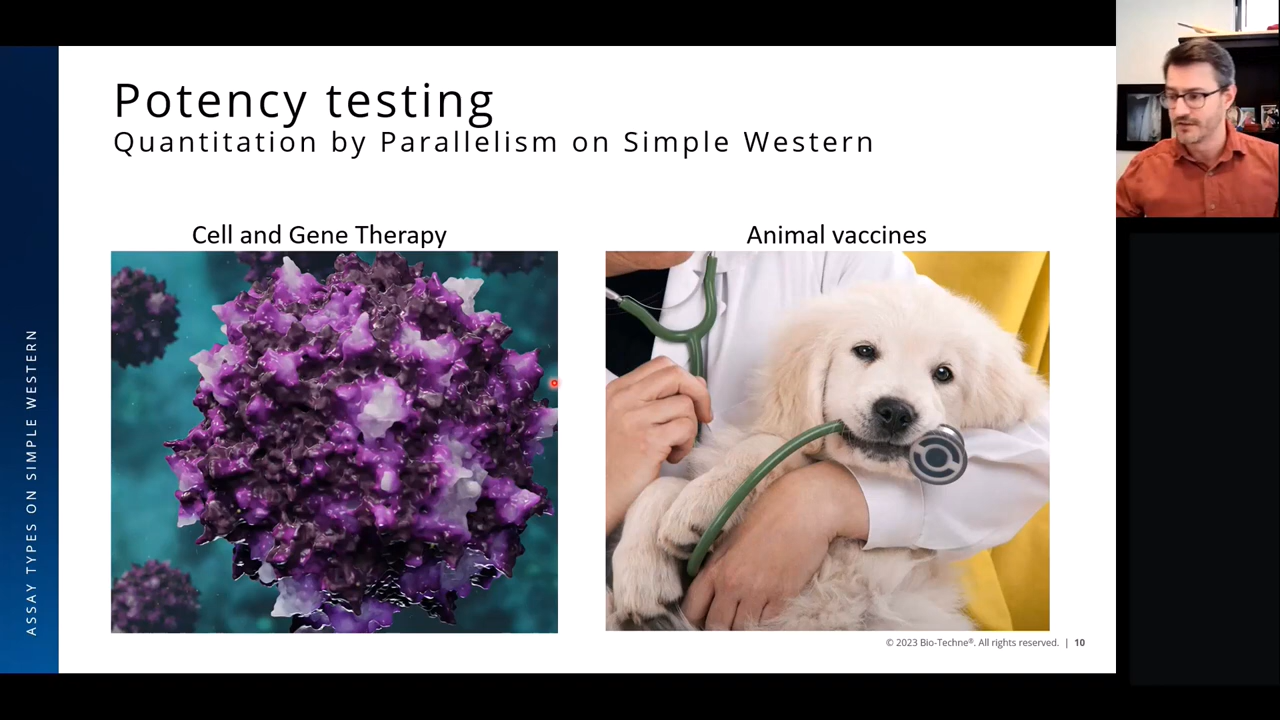 Potency testing
Quantitation by Parallelism on Simple Western
Cell and Gene Therapy
Animal vaccines
ASSAY TYPES ON SIMPLE WESTERN
© 2023 Bio-Techne®. All rights reserved. | 10